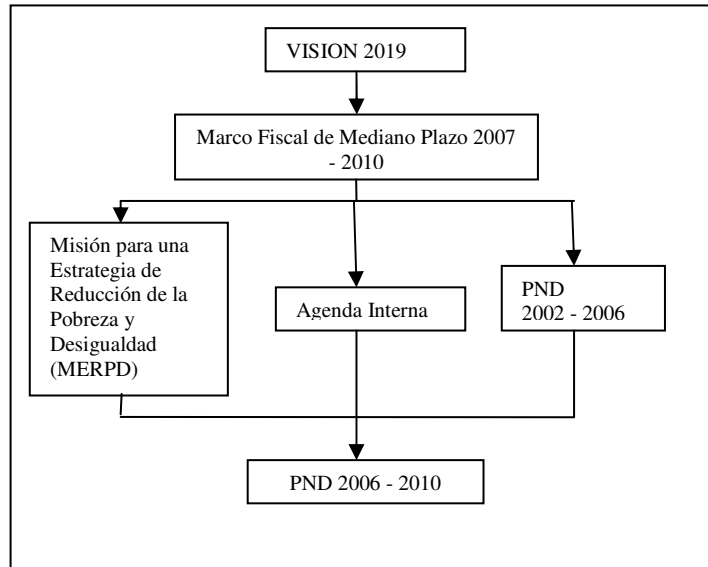 VISION 2019
Marco Fiscal de Mediano Plazo 2007
- 2010
Misión para una
Estrategia de
Reducción de la
Pobreza y
Desigualdad
(MERPD)
Agenda Interna
PND
2002 - 2006
PND 2006 - 2010